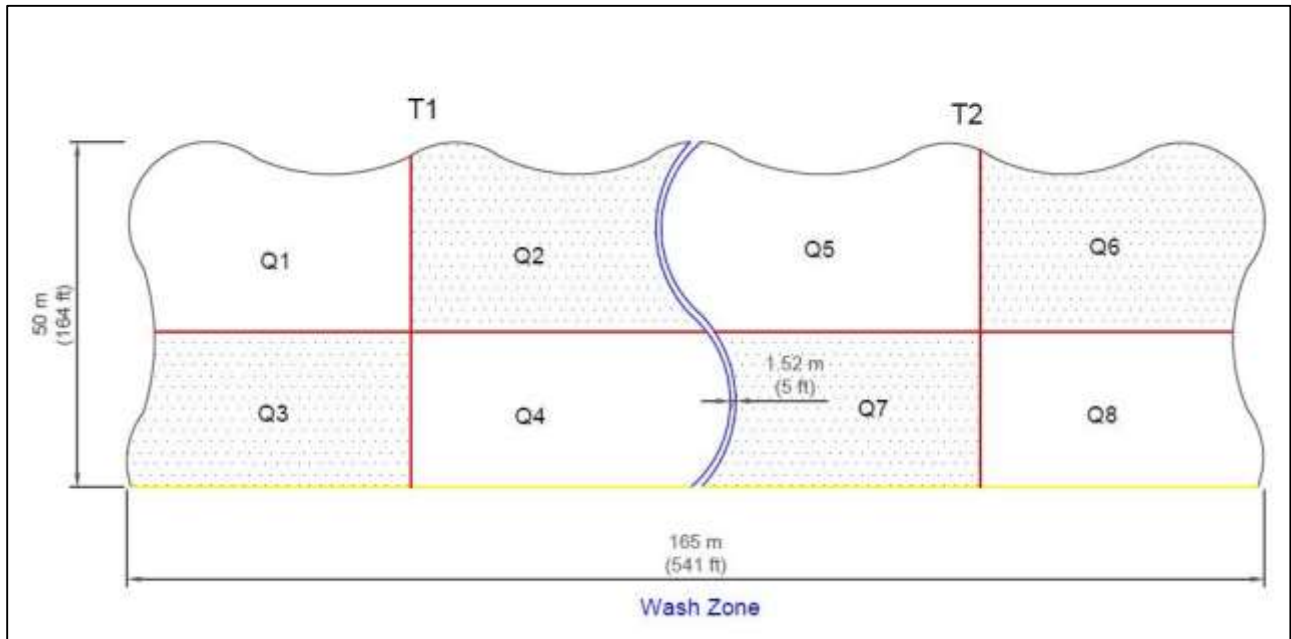 T1
T2
Q1
Q2
Q5
Q6
50 m
(164 ft)
1.52 m
(5 ft)
Q3
Q4
Q7
Q8
165 m
(541 ft)
Wash Zone